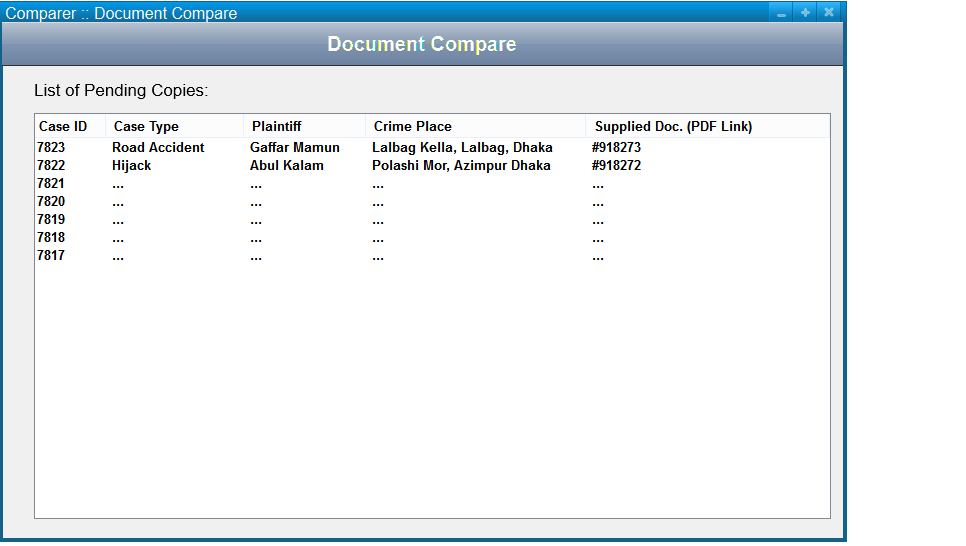 Comparer :: Document Compare
Document Compare
List of Pending Copies:
Case ID Case Type Plaintiff Crime Place Supplied Doc. (PDF Link)
7823 Road Accident Gaffar Mamun Lalbag Kella, Lalbag, Dhaka #918273
7822 Hijack Abul Kalam Polashi Mor, Azimpur Dhaka #918272
7821 ... ... ... ...
7820 ... ... ... ...
7819 ... ... ... ...
7818 ... ... ... ...
7817 ... ... ... ...